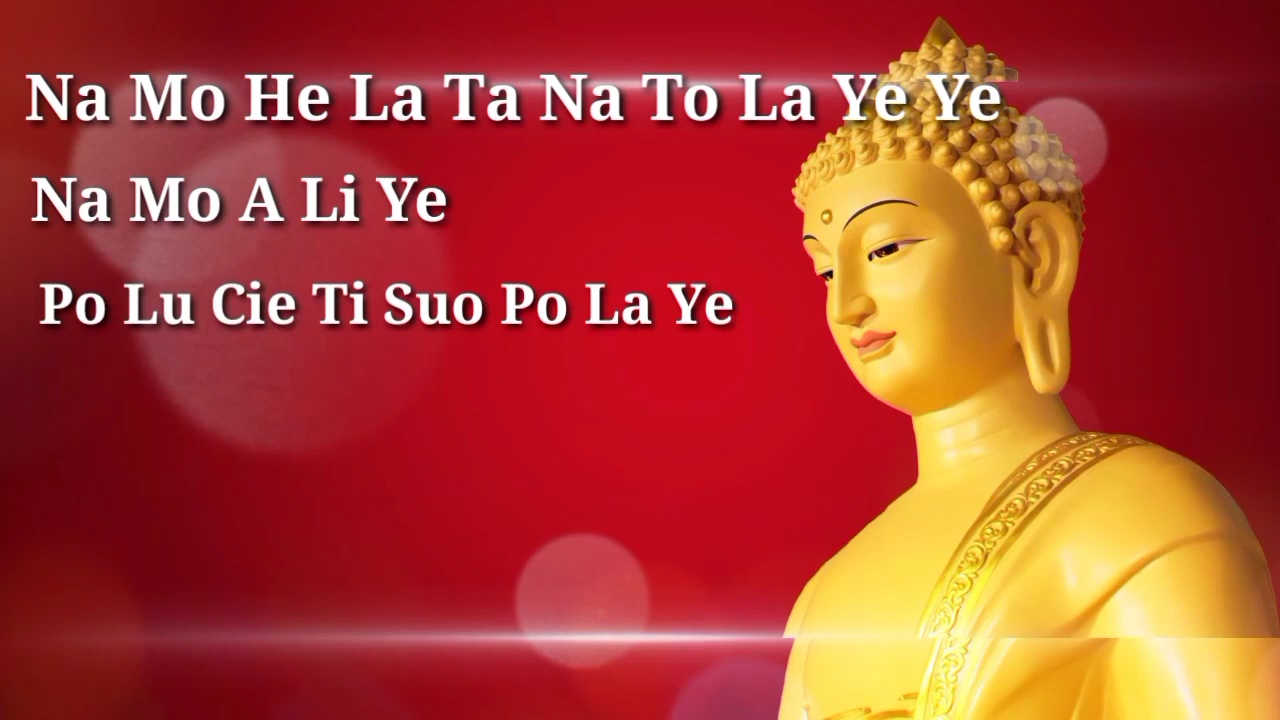 Na Mo He La Ta Na To La Ye Ye
Na Mo A Li Ye
Po Lu Cie Ti Suo Po La Ye